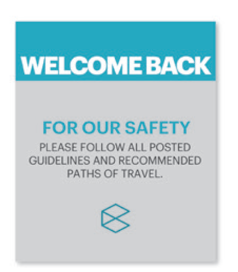 WELCOME BACK
FOR OUR SAFETY
PLEASE FOLLOW ALL POSTED
GUIDELINES AND RECOMMENDED
PATHS OF TRAVEL.